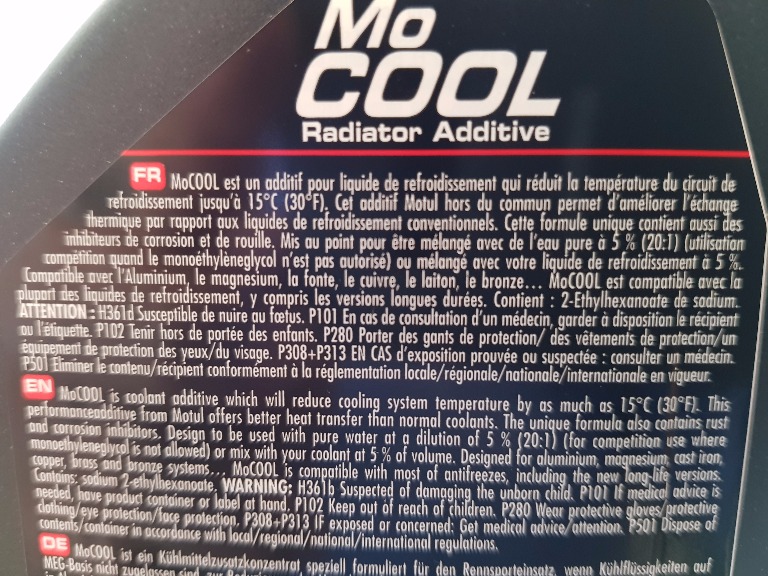 Mo
COOL
Radiator Additive
FR MoCOOL est un additif pour liquide de refroidissement qui réduit la température du circuit de
refroidissement jusqu'à 15°C (30°F). Cet additif Motul hors du commun permet d'améliorer l'échange
thermique par rapport aux liquides de refroidissement conventionnels. Cette formule unique contient aussi des
inhibiteurs de corrosion et de rouille. Mis au point pour être mélangé avec de l'eau pure à 5 % (20:1) (utilisation
compétition quand le monoéthylèneglycol n'est pas autorisé) ou mélangé avec votre liquide de refroidissement à 5 %.
Compatible avec l'Aluminium, le magnesium, la fonte, le cuivre, le laiton, le bronze... MoCOOL est compatible avec la
plupart des liquides de refroidissement, y compris les versions longues durées. Contient : 2-Ethylhexanoate de sodium.
ATTENTION : H361d Susceptible de nuire au fœtus. P101 En cas de consultation d'un médecin, garder à disposition le récipient
ou l'étiquette. P102 Tenir hors de portée des enfants. P280 Porter des gants de protection/ des vêtements de protection/un
équipement de protection des yeux/du visage. P308+P313 EN CAS d'exposition prouvée ou suspectée : consulter un médecin.
P501 Eliminer le contenu/récipient conformément à la réglementation locale/régionale/nationale/internationale en vigueur.
EN MoCOOL is coolant additive which will reduce cooling system temperature by as much as 15°C (30°F). This
performanceadditive from Motul offers better heat transfer than normal coolants. The unique formula also contains rust
and corrosion inhibitors. Design to be used with pure water at a dilution of 5 % (20:1) (for competition use where
monoethyleneglycol is not allowed) or mix with your coolant at 5 % of volume. Designed for aluminium, magnesium, cast iron,
copper, brass and bronze systems... MoCOOL is compatible with most of antifreezes, including the new long-life versions.
Contains: sodium 2-ethylhexanoate. WARNING: H361b Suspected of damaging the unborn child. P101 If medical advice is
needed, have product container or label at hand. P102 Keep out of reach of children. P280 Wear protective gloves/protective
clothing/eye protection/face protection. P308+P313 IF exposed or concerned: Get medical advice/attention. P501 Dispose of
contents/container in accordance with local/regional/national/international regulations.
DE MoCOOL ist ein Kühlmittelzusatzkonzentrat speziell formuliert für den Rennsporteinsatz, wenn Kühlflüssigkeiten auf
MEG-Basis nicht zugelassen sind